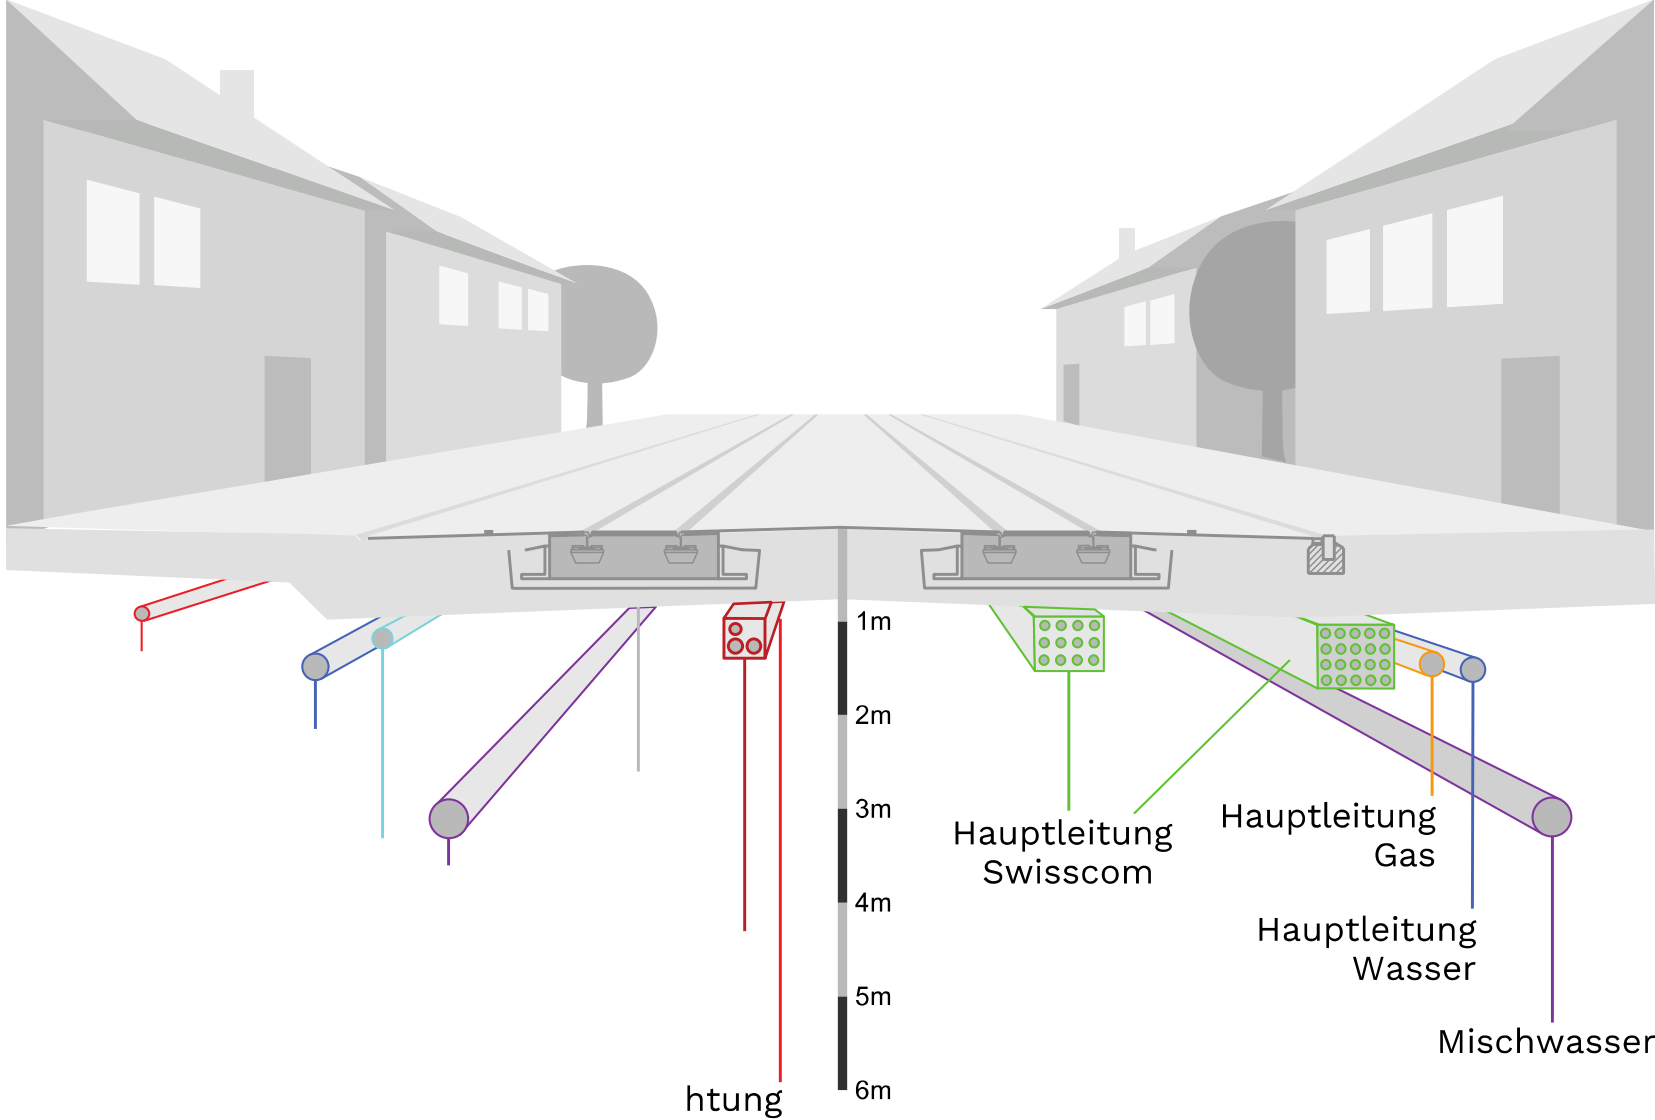 1m
2m
3m
4m
5m
6m
Hauptleitung
Swisscom
Hauptleitung
Gas
Hauptleitung
Wasser
Mischwasser
htung